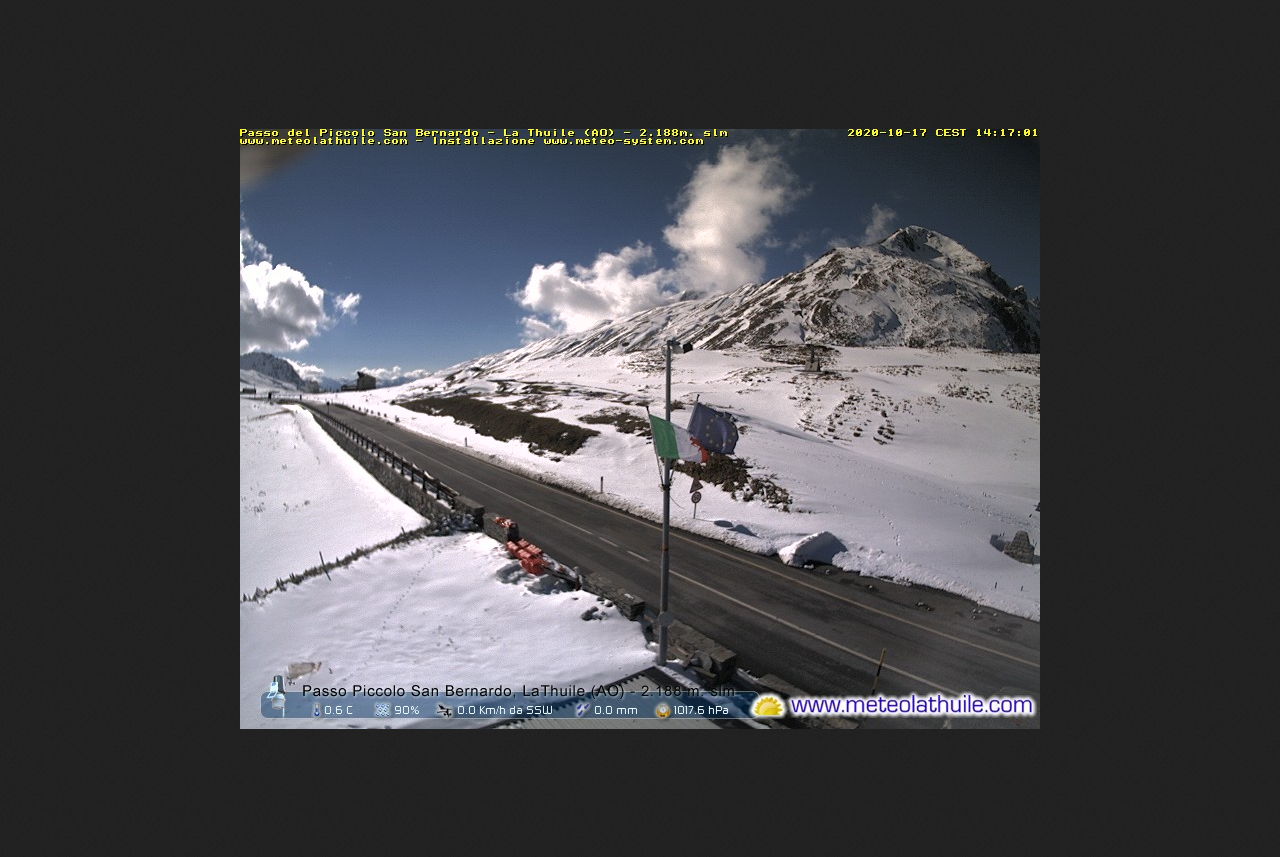 Passo del Piccolo San Bernardo - La Thuile (AO) - 2.188m. slm 2020-10-17 CEST 14:17:01
www.meteolathuile.com - Installazione www.meteo-system.com
Passo Piccolo San Bernardo, LaThuile (AO) - 2.188 m. slm
0.6 C 90% 0.0 Km/h da SSW 0.0 mm 1017.6 hPa
www.meteolathuile.com